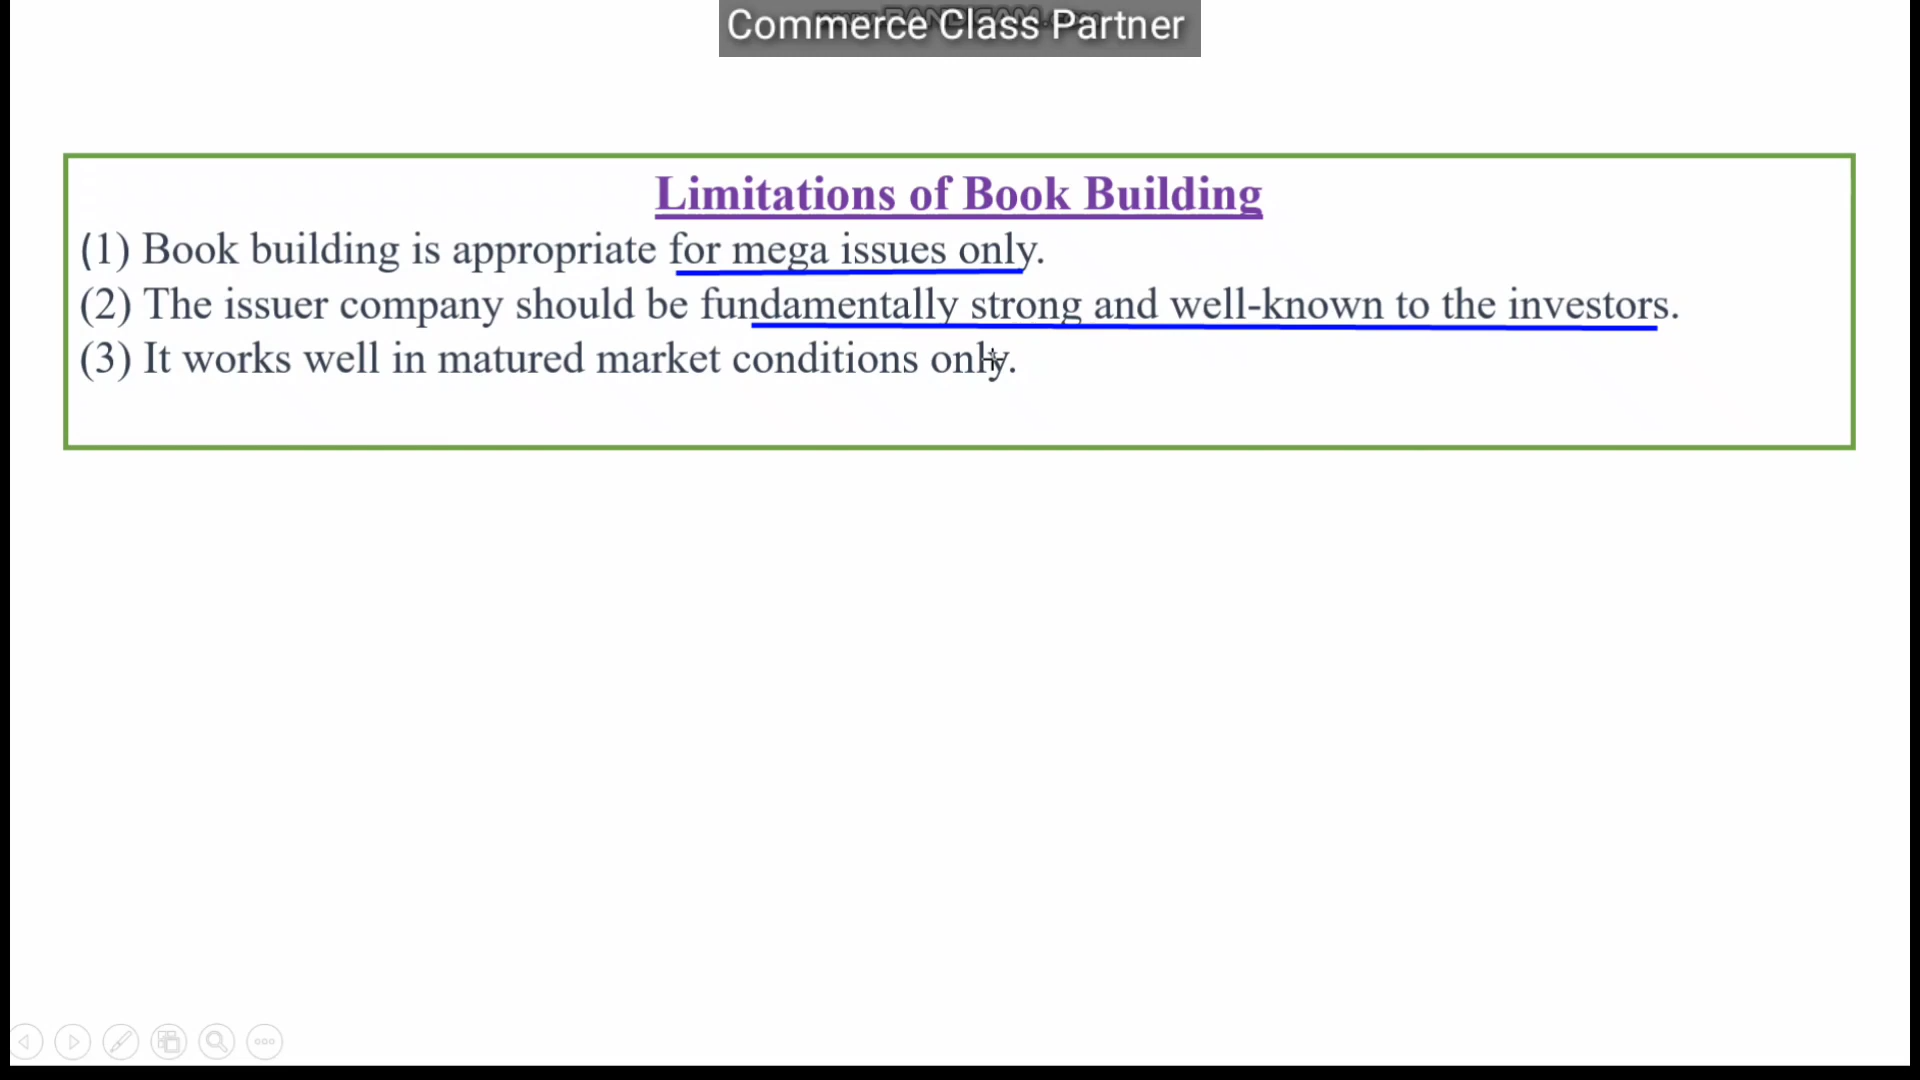 Commerce Class Partner
Limitations of Book Building
(1) Book building is appropriate for mega issues only.
(2) The issuer company should be fundamentally strong and well-known to the investors.
(3) It works well in matured market conditions only.